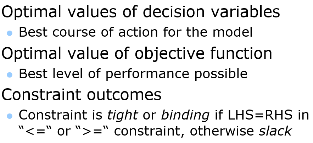 Optimal values of decision variables
• Best course of action for the model
Optimal value of objective function
• Best level of performance possible
Constraint outcomes
• Constraint is tight or binding if LHS=RHS in
“<=“ or “>=“ constraint, otherwise slack